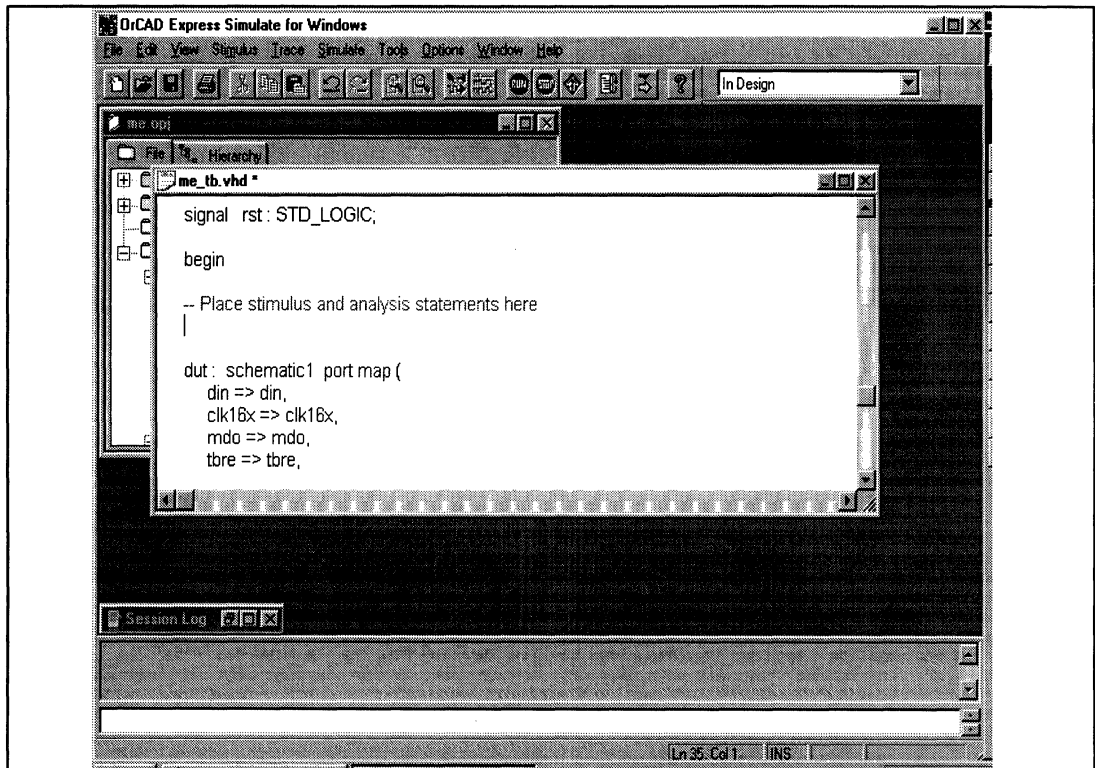 OrCAD Express Simulate for Windows
File Edit View Stimulus Trace Simulate Tools Options Window Help
In Design
me.opj
File Hierarchy
me_tb.vhd *
signal rst : STD_LOGIC;
begin
-- Place stimulus and analysis statements here
dut : schematic1 port map (
din => din,
clk16x => clk16x,
mdo => mdo,
tbre => tbre,
Session Log
Ln 35, Col 1 INS